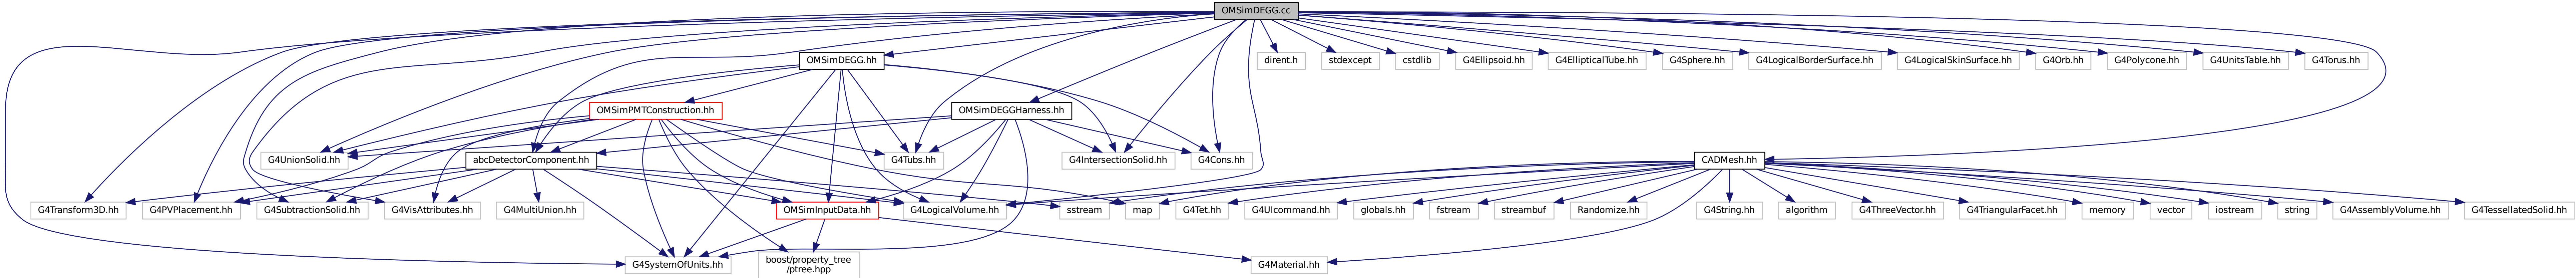 OMSimDEGG.cc
OMSimDEGG.hh
dirent.h
stdexcept
cstdlib
G4Ellipsoid.hh
G4EllipticalTube.hh
G4Sphere.hh
G4LogicalBorderSurface.hh
G4LogicalSkinSurface.hh
G4Orb.hh
G4Polycone.hh
G4UnitsTable.hh
G4Torus.hh
OMSimPMTConstruction.hh
OMSimDEGGHarness.hh
G4UnionSolid.hh
abcDetectorComponent.hh
G4Tubs.hh
G4IntersectionSolid.hh
G4Cons.hh
CADMesh.hh
G4Transform3D.hh
G4PVPlacement.hh
G4SubtractionSolid.hh
G4VisAttributes.hh
G4MultiUnion.hh
OMSimInputData.hh
G4LogicalVolume.hh
sstream
map
G4Tet.hh
G4UIcommand.hh
globals.hh
fstream
streambuf
Randomize.hh
G4String.hh
algorithm
G4ThreeVector.hh
G4TriangularFacet.hh
memory
vector
iostream
string
G4AssemblyVolume.hh
G4TessellatedSolid.hh
G4SystemOfUnits.hh
boost/property_tree
/ptree.hpp
G4Material.hh